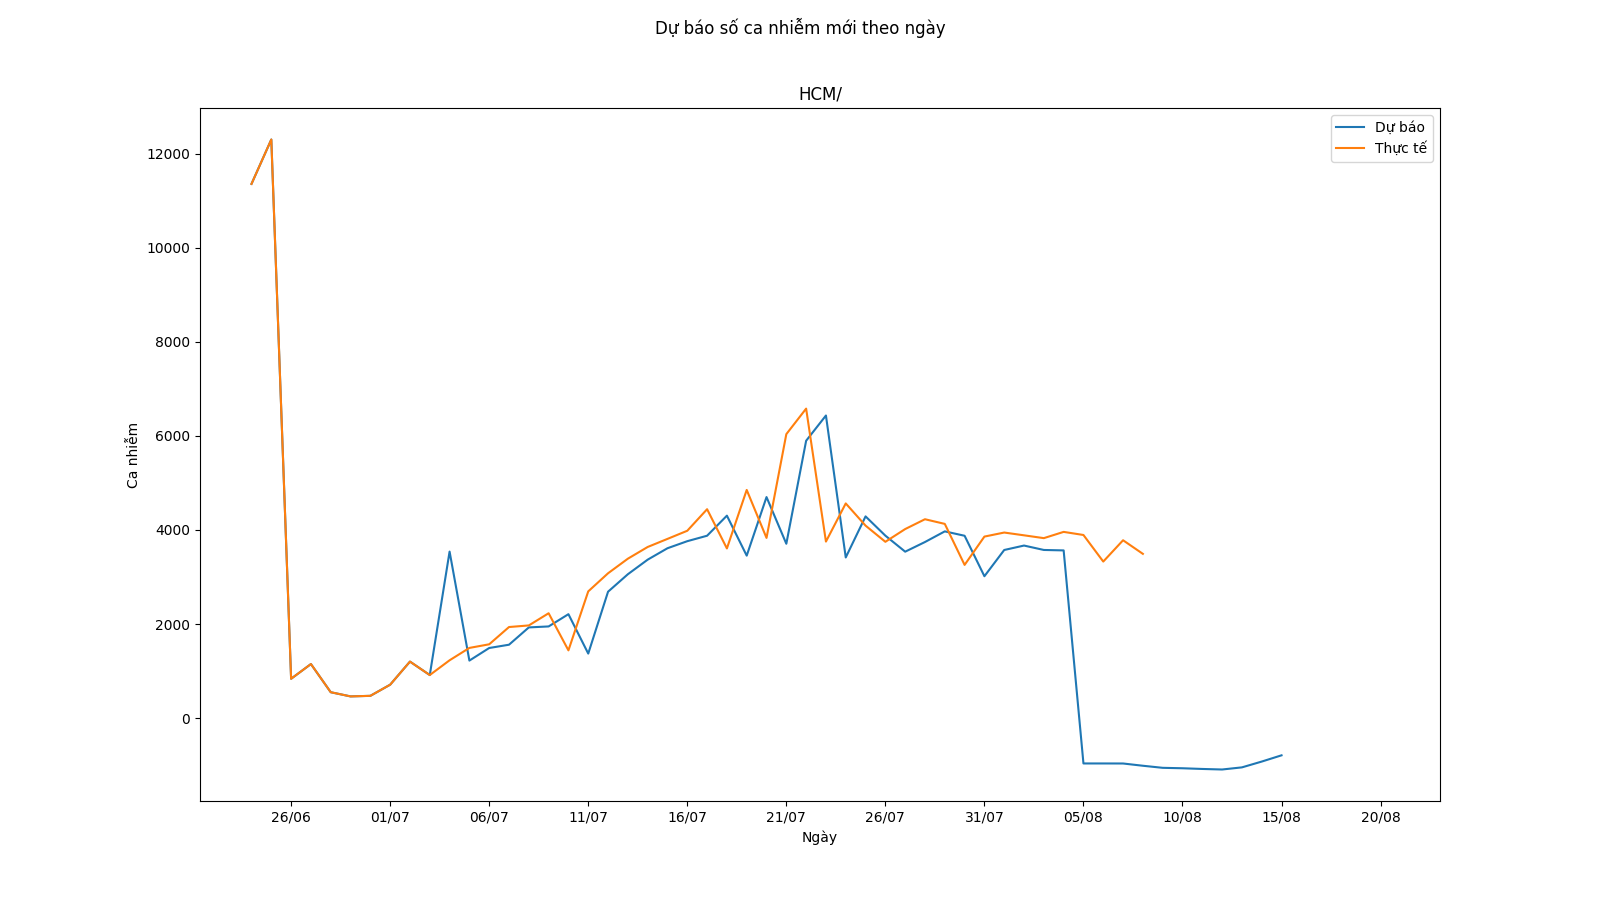 Dự báo số ca nhiễm mới theo ngày
HCM/
Dự báo
Thực tế
12000
10000
8000
6000
4000
2000
0
Ca nhiễm
26/06 01/07 06/07 11/07 16/07 21/07 26/07 31/07 05/08 10/08 15/08 20/08
Ngày